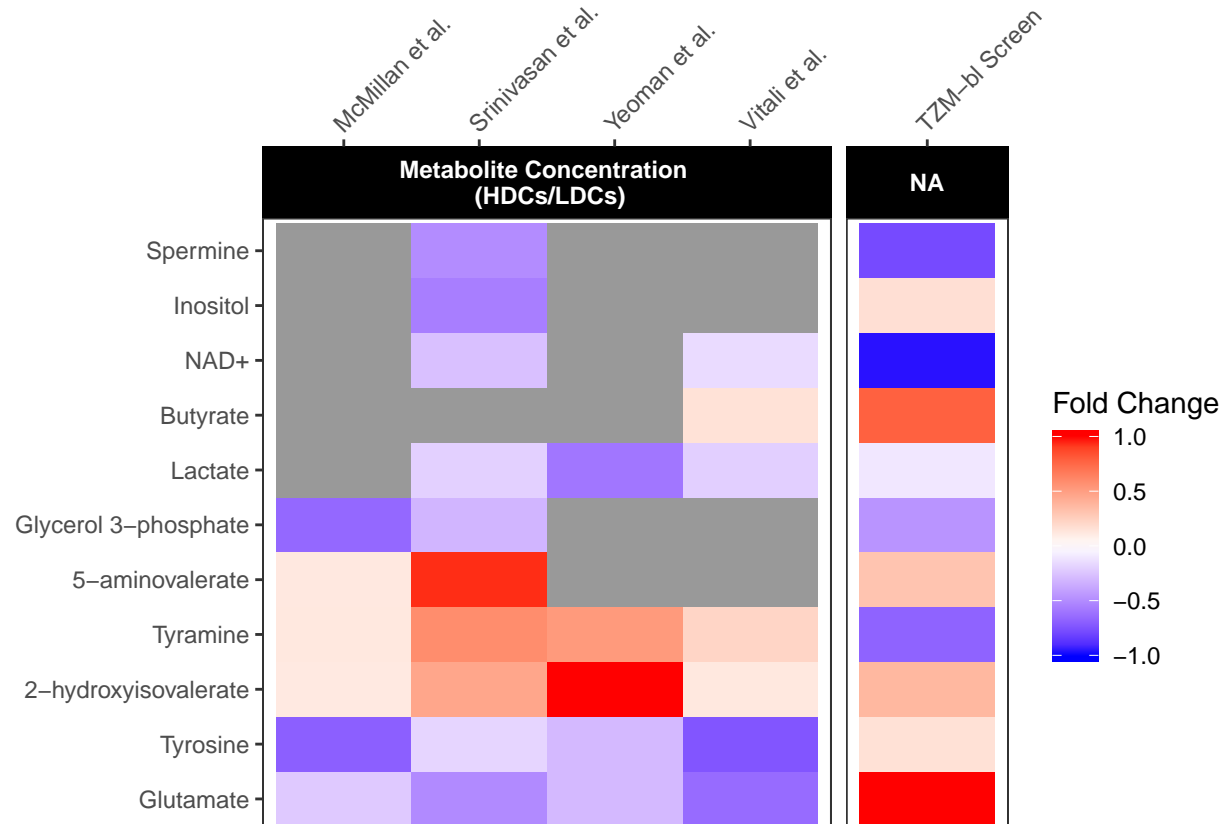 McMillan et al.
Srinivasan et al.
Yeoman et al.
Vitali et al.
TZM−bl Screen
Metabolite Concentration
(HDCs/LDCs)
NA
Spermine
Inositol
NAD+
Butyrate
Lactate
Glycerol 3−phosphate
5−aminovalerate
Tyramine
2−hydroxyisovalerate
Tyrosine
Glutamate
Fold Change
1.0
0.5
0.0
−0.5
−1.0